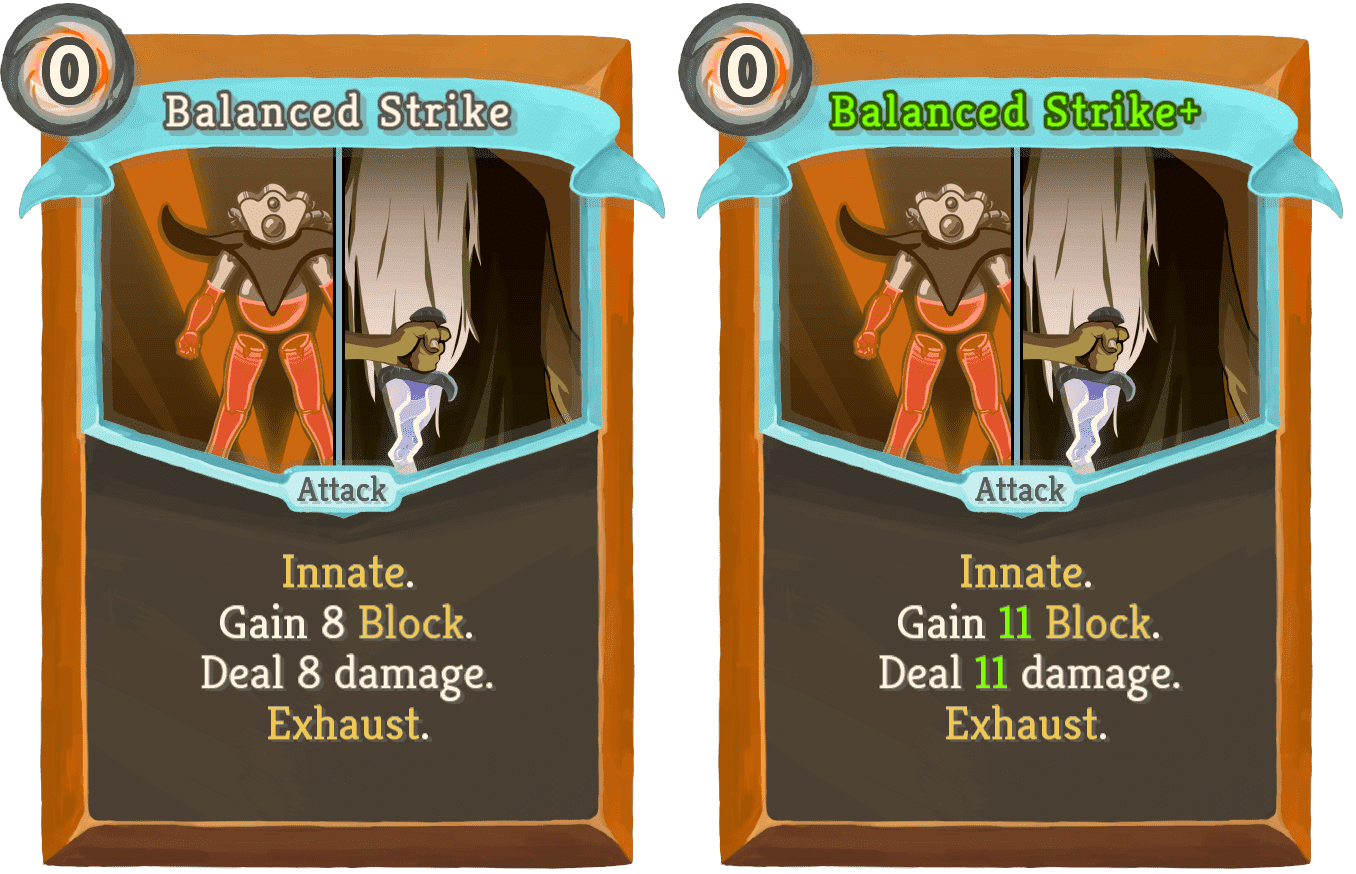 0
Balanced Strike
Attack
Innate.
Gain 8 Block.
Deal 8 damage.
Exhaust.
0
Balanced Strike+
Attack
Innate.
Gain 11 Block.
Deal 11 damage.
Exhaust.